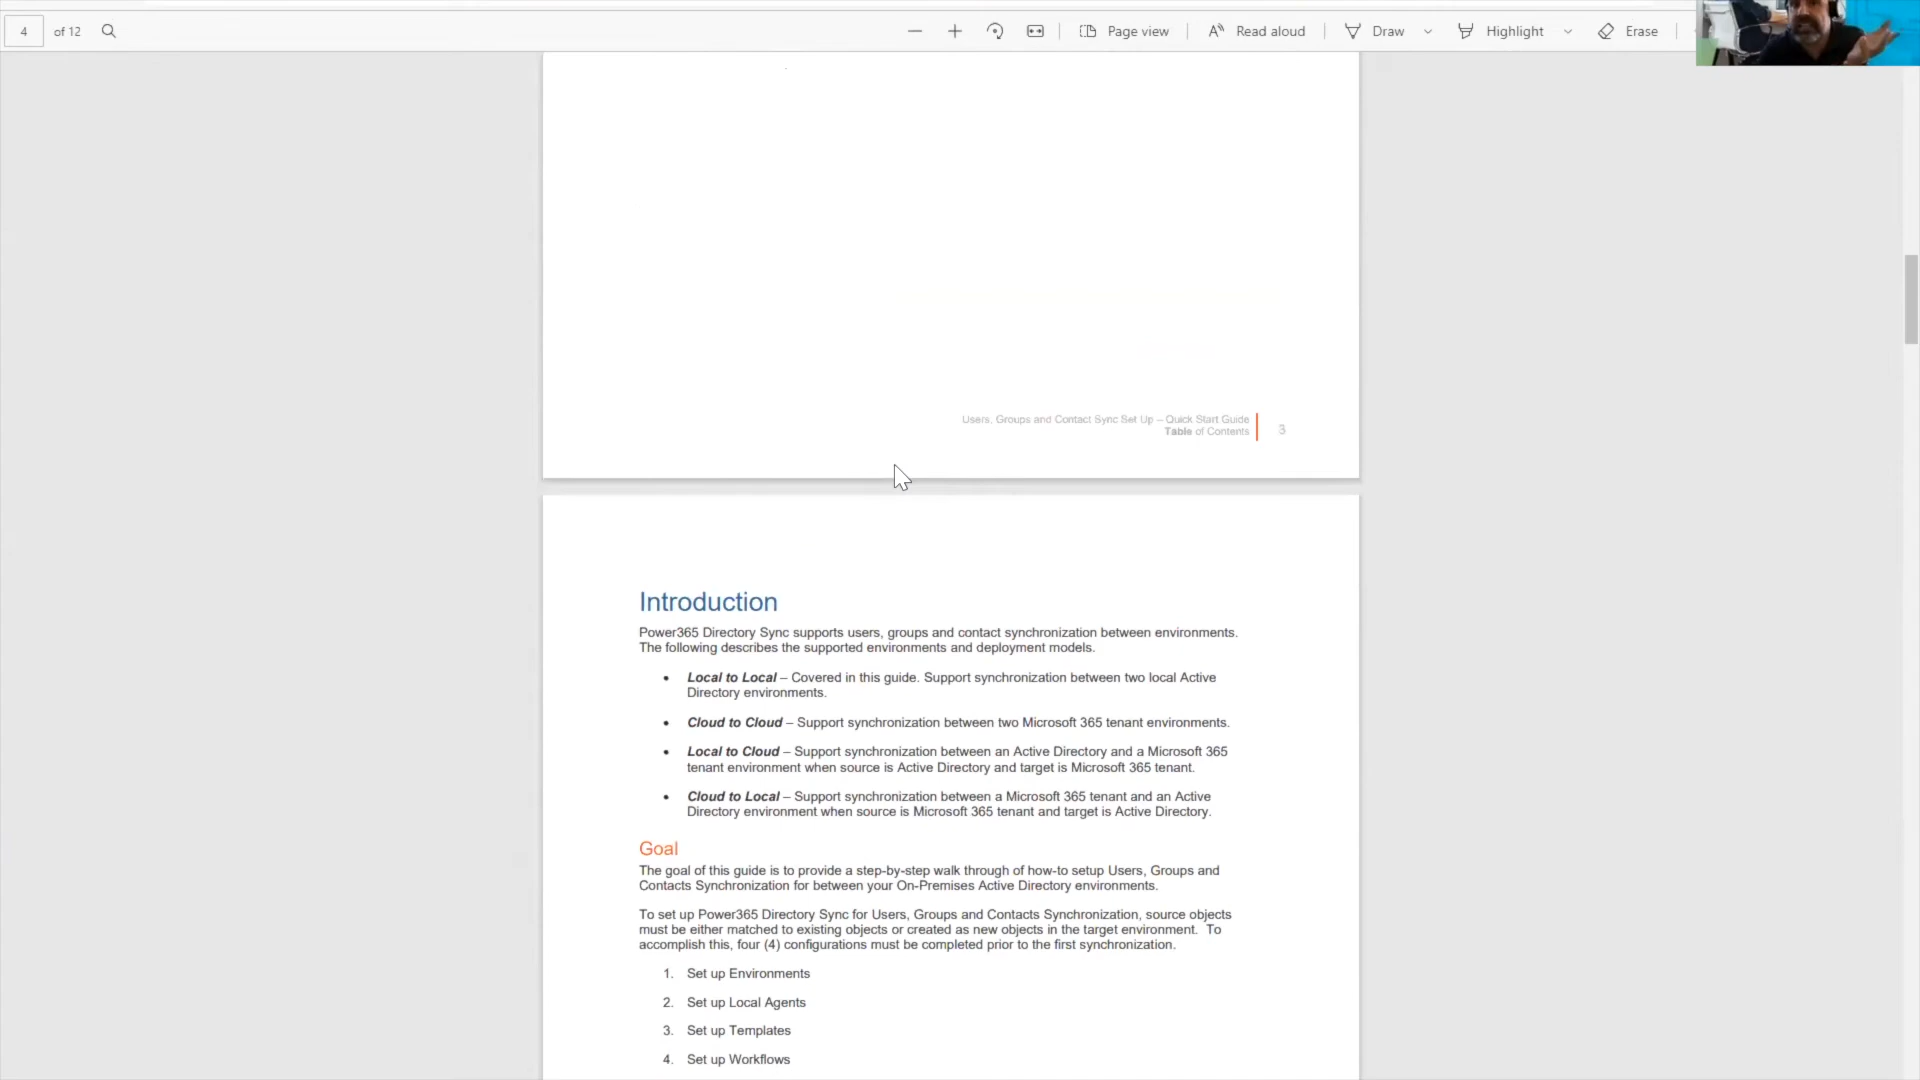 4 of 12 Page view Read aloud Draw Highlight Erase
Users, Groups and Contact Sync Set Up – Quick Start Guide
Table of Contents 3
Introduction
Power365 Directory Sync supports users, groups and contact synchronization between environments.
The following describes the supported environments and deployment models.
• Local to Local – Covered in this guide. Support synchronization between two local Active
Directory environments.
• Cloud to Cloud – Support synchronization between two Microsoft 365 tenant environments.
• Local to Cloud – Support synchronization between an Active Directory and a Microsoft 365
tenant environment when source is Active Directory and target is Microsoft 365 tenant.
• Cloud to Local – Support synchronization between a Microsoft 365 tenant and an Active
Directory environment when source is Microsoft 365 tenant and target is Active Directory.
Goal
The goal of this guide is to provide a step-by-step walk through of how-to setup Users, Groups and
Contacts Synchronization for between your On-Premises Active Directory environments.
To set up Power365 Directory Sync for Users, Groups and Contacts Synchronization, source objects
must be either matched to existing objects or created as new objects in the target environment. To
accomplish this, four (4) configurations must be completed prior to the first synchronization.
1. Set up Environments
2. Set up Local Agents
3. Set up Templates
4. Set up Workflows